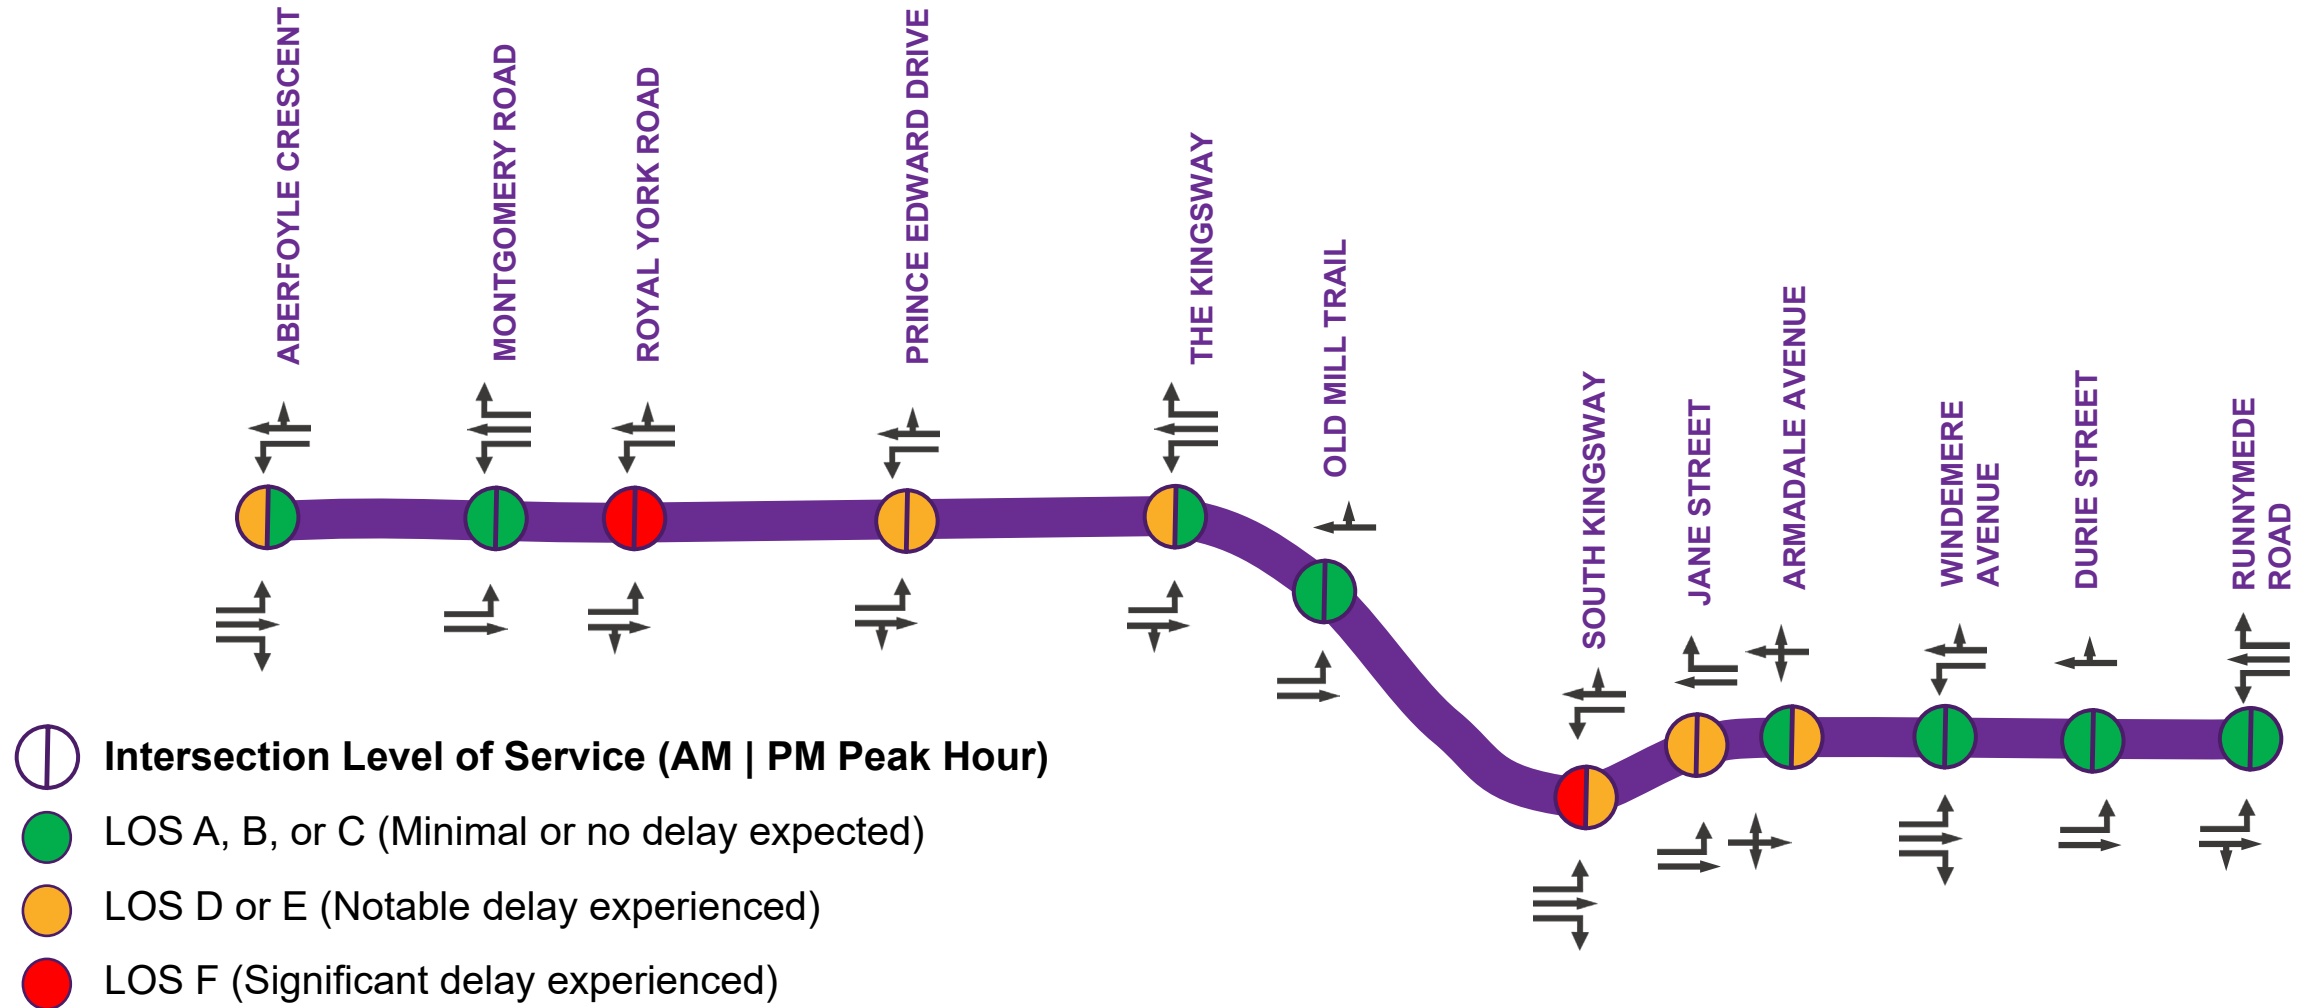 ABERFOYLE CRESCENT
MONTGOMERY ROAD
ROYAL YORK ROAD
PRINCE EDWARD DRIVE
THE KINGSWAY
OLD MILL TRAIL
SOUTH KINGSWAY
JANE STREET
ARMADALE AVENUE
WINDEMERE
AVENUE
DURIE STREET
RUNNYMEDE
ROAD
Intersection Level of Service (AM | PM Peak Hour)
LOS A, B, or C (Minimal or no delay expected)
LOS D or E (Notable delay experienced)
LOS F (Significant delay experienced)